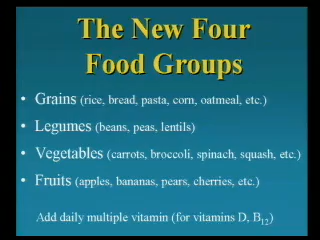 The New Four
Food Groups
• Grains (rice, bread, pasta, corn, oatmeal, etc.)
• Legumes (beans, peas, lentils)
• Vegetables (carrots, broccoli, spinach, squash, etc.)
• Fruits (apples, bananas, pears, cherries, etc.)
Add daily multiple vitamin (for vitamins D, B12)